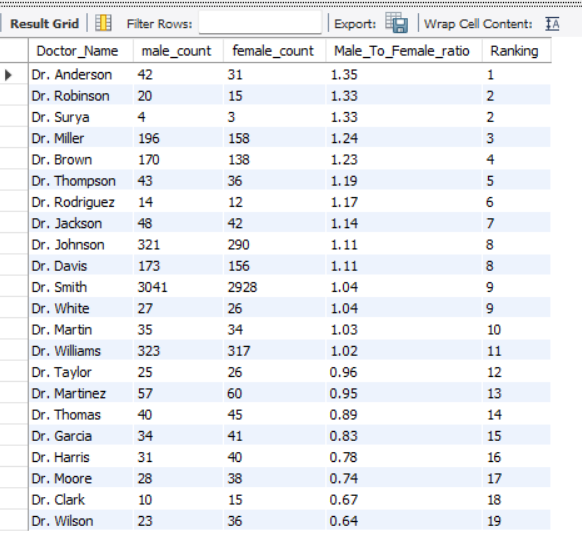 Result Grid Filter Rows: Export: Wrap Cell Content: IA
Doctor_Name male_count female_count Male_To_Female_ratio Ranking
Dr. Anderson 42 31 1.35 1
Dr. Robinson 20 15 1.33 2
Dr. Surya 4 3 1.33 2
Dr. Miller 196 158 1.24 3
Dr. Brown 170 138 1.23 4
Dr. Thompson 43 36 1.19 5
Dr. Rodriguez 14 12 1.17 6
Dr. Jackson 48 42 1.14 7
Dr. Johnson 321 290 1.11 8
Dr. Davis 173 156 1.11 8
Dr. Smith 3041 2928 1.04 9
Dr. White 27 26 1.04 9
Dr. Martin 35 34 1.03 10
Dr. Williams 323 317 1.02 11
Dr. Taylor 25 26 0.96 12
Dr. Martinez 57 60 0.95 13
Dr. Thomas 40 45 0.89 14
Dr. Garcia 34 41 0.83 15
Dr. Harris 31 40 0.78 16
Dr. Moore 28 38 0.74 17
Dr. Clark 10 15 0.67 18
Dr. Wilson 23 36 0.64 19